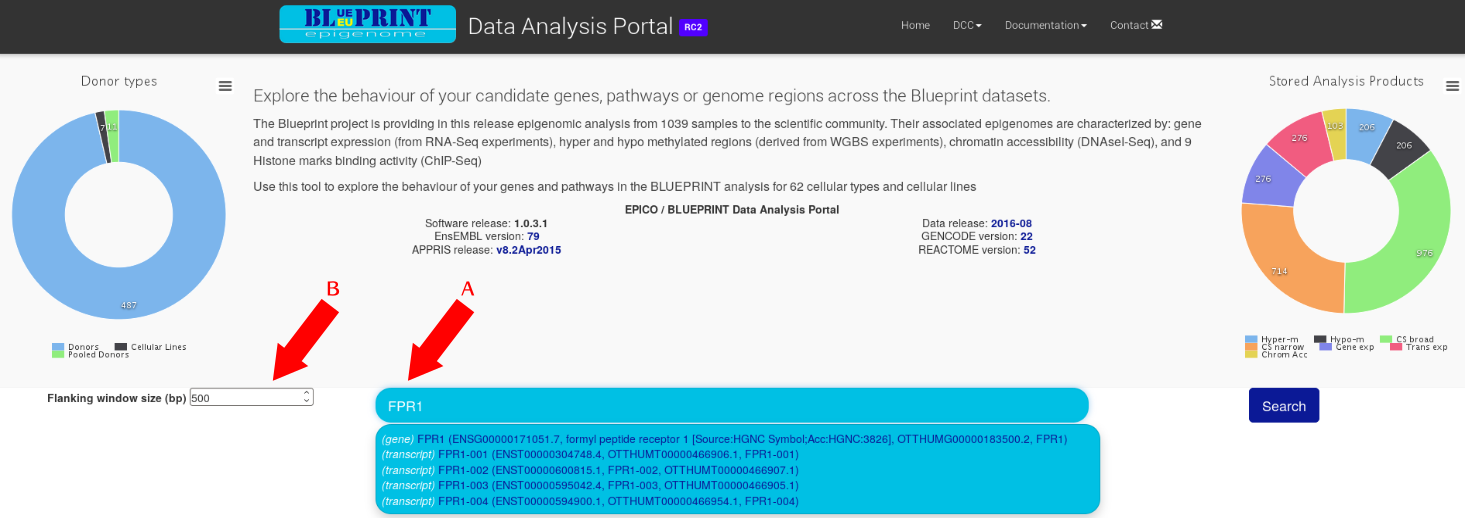 BLUEPRINT
EU
epigenome
Data Analysis Portal RC2
Home DCC Documentation Contact
Donor types
7 11
487
Donors Cellular Lines
Pooled Donors
Explore the behaviour of your candidate genes, pathways or genome regions across the Blueprint datasets.
The Blueprint project is providing in this release epigenomic analysis from 1039 samples to the scientific community. Their associated epigenomes are characterized by: gene
and transcript expression (from RNA-Seq experiments), hyper and hypo methylated regions (derived from WGBS experiments), chromatin accessibility (DNAseI-Seq), and 9
Histone marks binding activity (ChIP-Seq)
Use this tool to explore the behaviour of your genes and pathways in the BLUEPRINT analysis for 62 cellular types and cellular lines
EPICO / BLUEPRINT Data Analysis Portal
Software release: 1.0.3.1 Data release: 2016-08
EnsEMBL version: 79 GENCODE version: 22
APPRIS release: v8.2Apr2015 REACTOME version: 52
Stored Analysis Products
103 206
276 206
276
976
714
Hyper-m Hypo-m CS broad
CS narrow Gene exp Trans exp
Chrom Acc
B A
Flanking window size (bp) 500
FPR1
Search
(gene) FPR1 (ENSG00000171051.7, formyl peptide receptor 1 [Source:HGNC Symbol;Acc:HGNC:3826], OTTHUMG00000183500.2, FPR1)
(transcript) FPR1-001 (ENST00000304748.4, OTTHUMT00000466906.1, FPR1-001)
(transcript) FPR1-002 (ENST00000600815.1, FPR1-002, OTTHUMT00000466907.1)
(transcript) FPR1-003 (ENST00000595042.4, FPR1-003, OTTHUMT00000466905.1)
(transcript) FPR1-004 (ENST00000594900.1, OTTHUMT00000466954.1, FPR1-004)